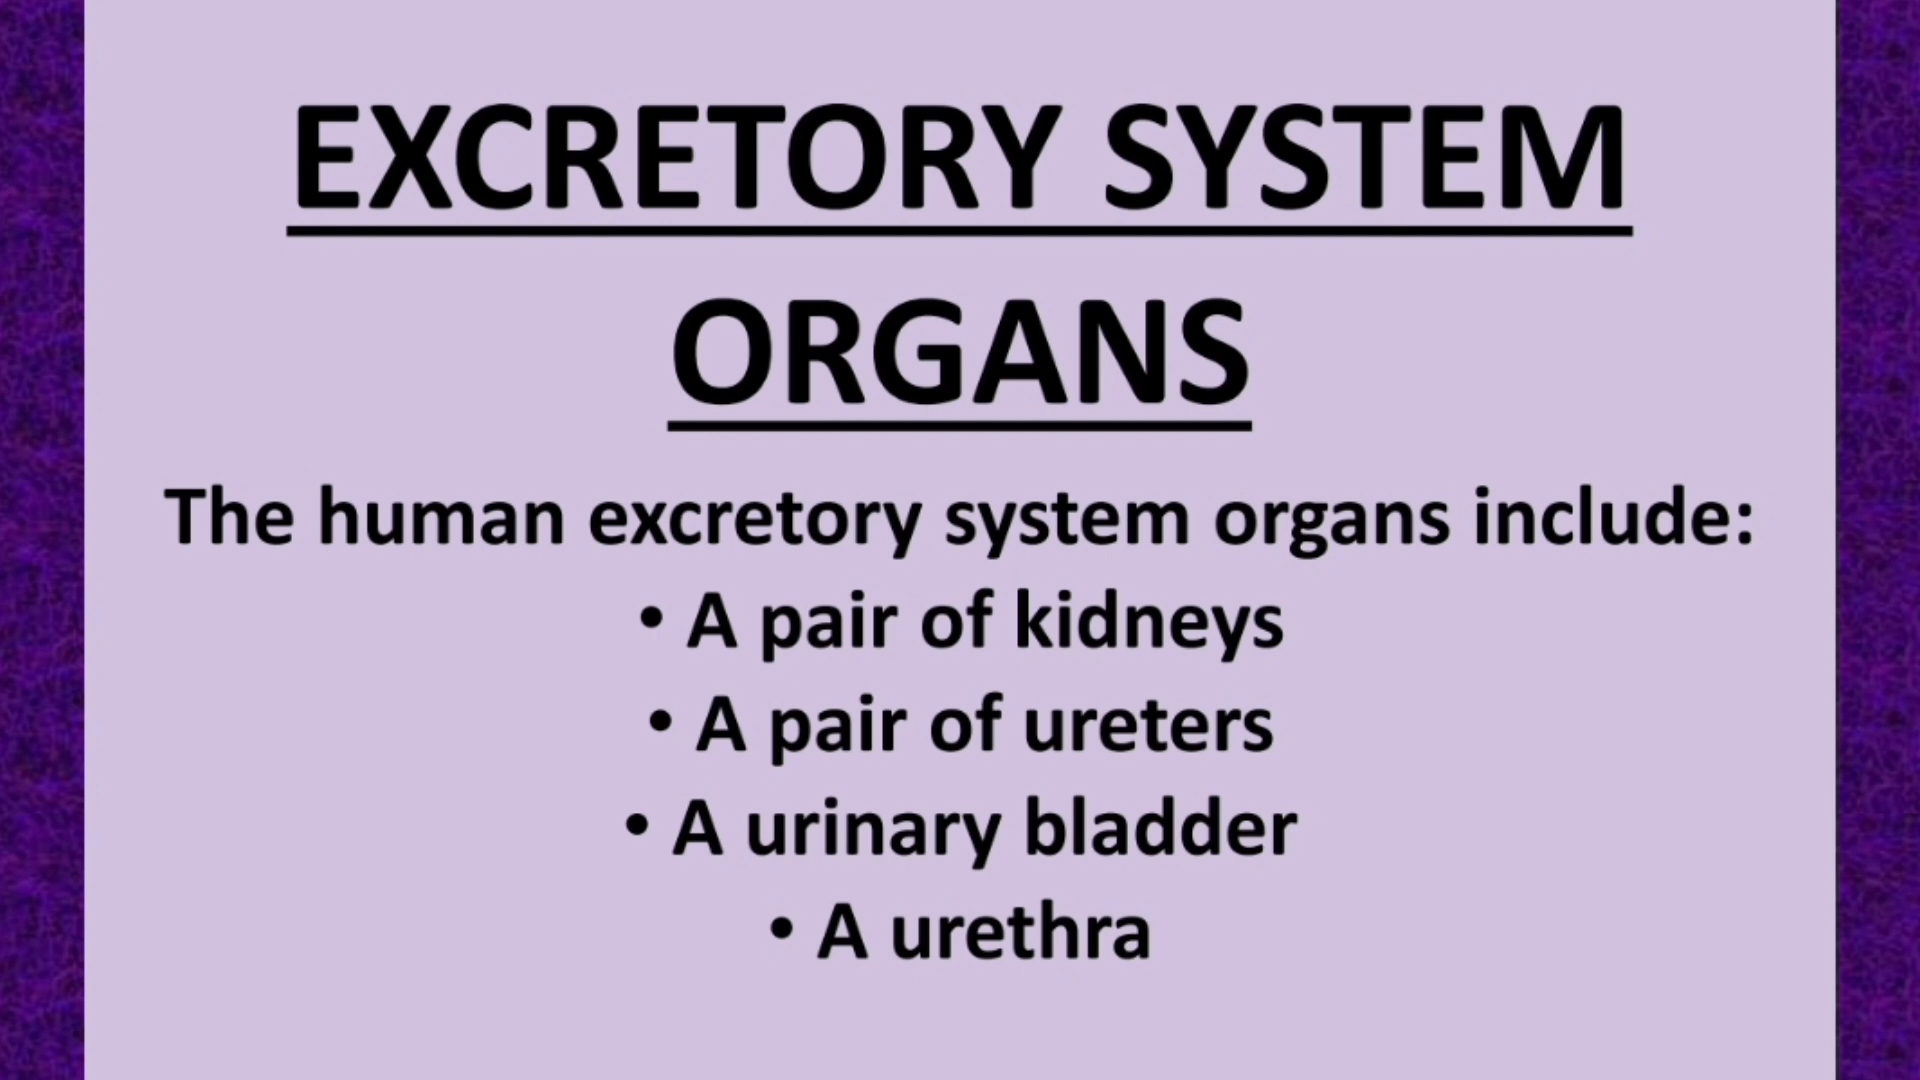 EXCRETORY SYSTEM
ORGANS
The human excretory system organs include:
• A pair of kidneys
• A pair of ureters
• A urinary bladder
• A urethra